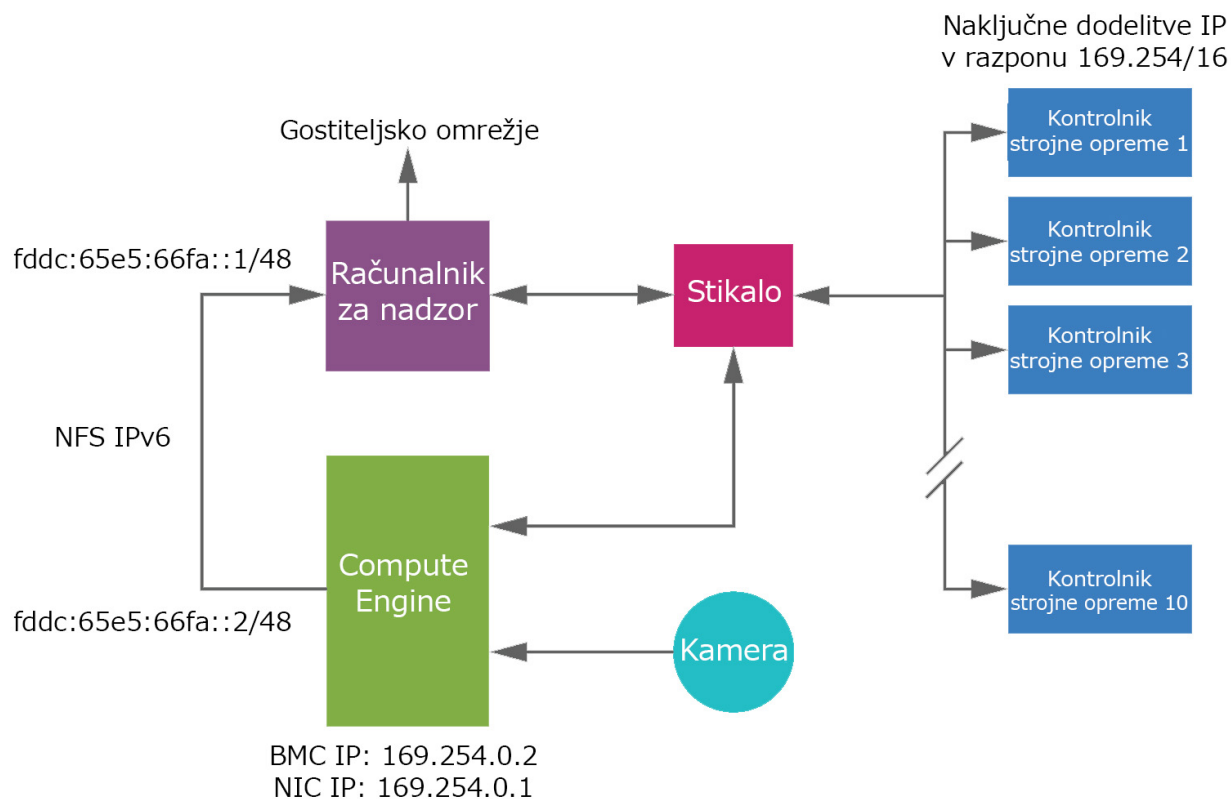 Naključne dodelitve IP
v razponu 169.254/16
Gostiteljsko omrežje
Kontrolnik
strojne opreme 1
fddc:65e5:66fa::1/48
Računalnik
za nadzor
Stikalo
Kontrolnik
strojne opreme 2
Kontrolnik
strojne opreme 3
NFS IPv6
Compute
Engine
Kontrolnik
strojne opreme 10
fddc:65e5:66fa::2/48
Kamera
BMC IP: 169.254.0.2
NIC IP: 169.254.0.1